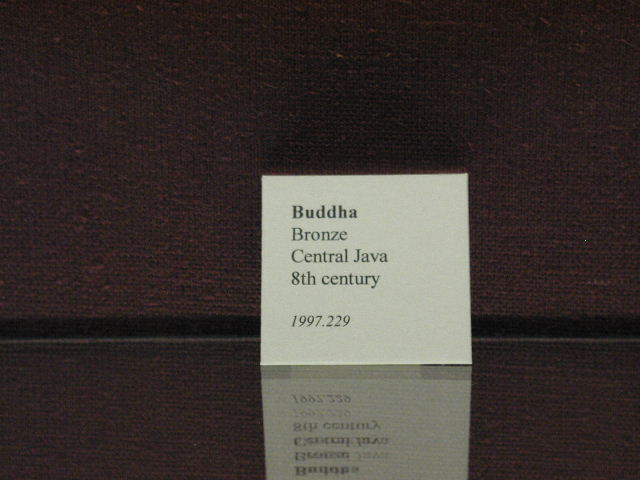 Buddha
Bronze
Central Java
8th century
1997.229